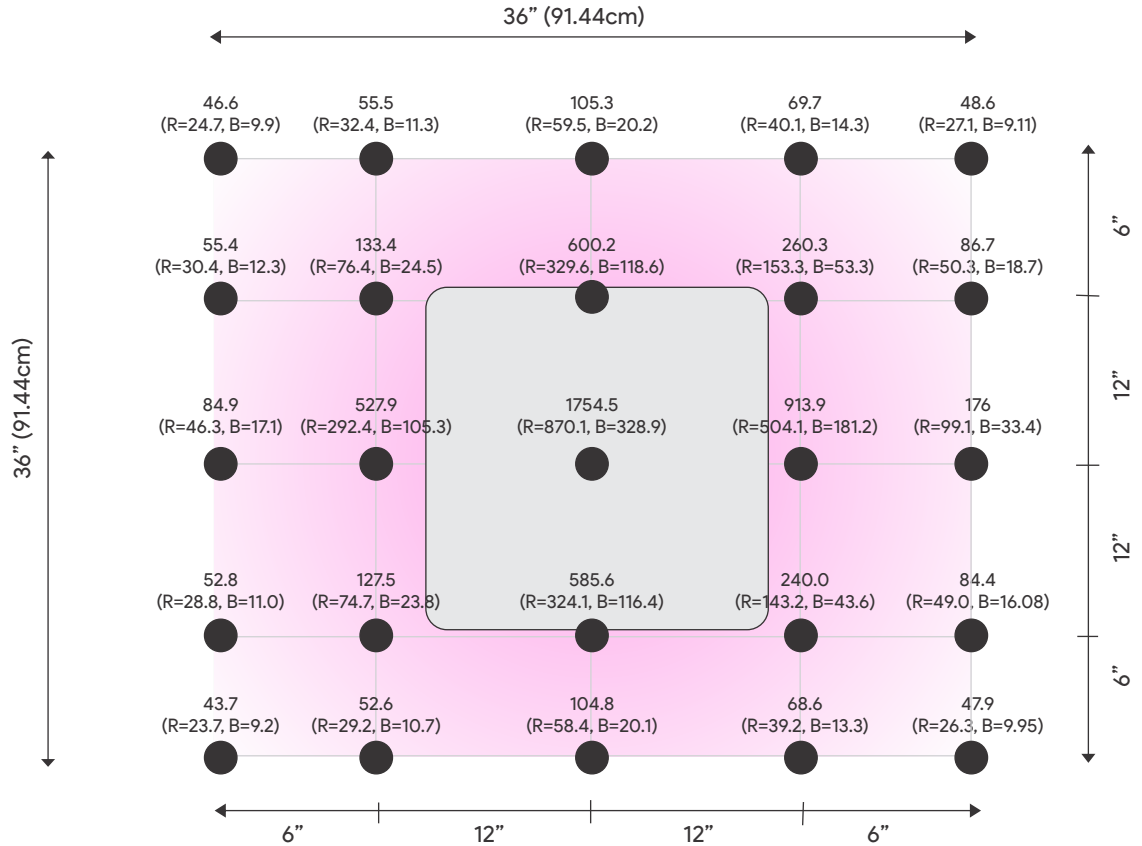 36” (91.44cm)
46.6
(R=24.7, B=9.9)
55.5
(R=32.4, B=11.3)
105.3
(R=59.5, B=20.2)
69.7
(R=40.1, B=14.3)
48.6
(R=27.1, B=9.11)
6”
55.4
(R=30.4, B=12.3)
133.4
(R=76.4, B=24.5)
600.2
(R=329.6, B=118.6)
260.3
(R=153.3, B=53.3)
86.7
(R=50.3, B=18.7)
36” (91.44cm)
12”
84.9
(R=46.3, B=17.1)
527.9
(R=292.4, B=105.3)
1754.5
(R=870.1, B=328.9)
913.9
(R=504.1, B=181.2)
176
(R=99.1, B=33.4)
12”
52.8
(R=28.8, B=11.0)
127.5
(R=74.7, B=23.8)
585.6
(R=324.1, B=116.4)
240.0
(R=143.2, B=43.6)
84.4
(R=49.0, B=16.08)
6”
43.7
(R=23.7, B=9.2)
52.6
(R=29.2, B=10.7)
104.8
(R=58.4, B=20.1)
68.6
(R=39.2, B=13.3)
47.9
(R=26.3, B=9.95)
6”
12”
12”
6”